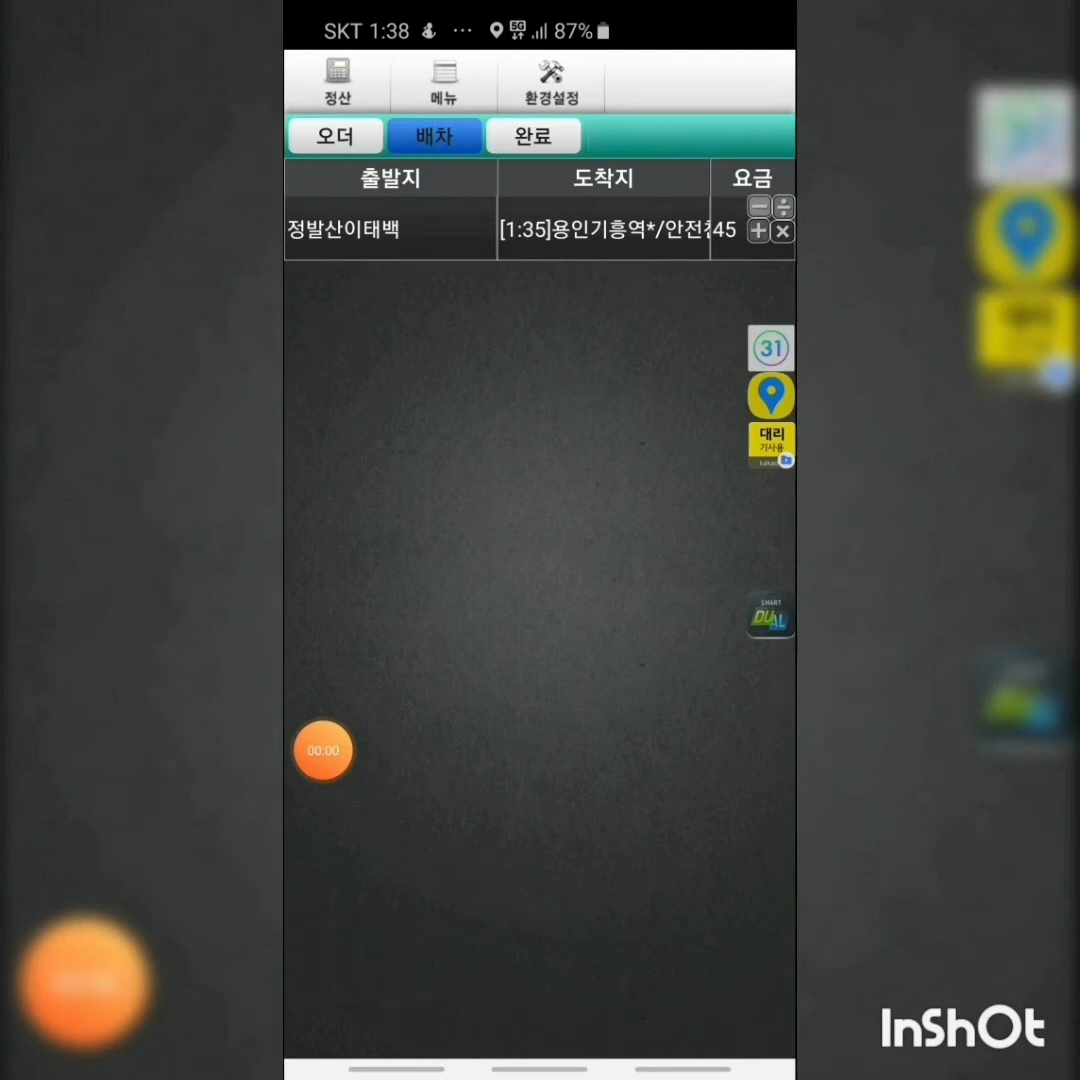 SKT 1:38 ... 5G 87%
정산
메뉴
환경설정
오더
배차
완료
출발지
도착지
요금
정발산이태백
[1:35]용인기흥역*/안전
45
31
대리
기사용
kakao
SMART
DUAL
00:00
InShOt